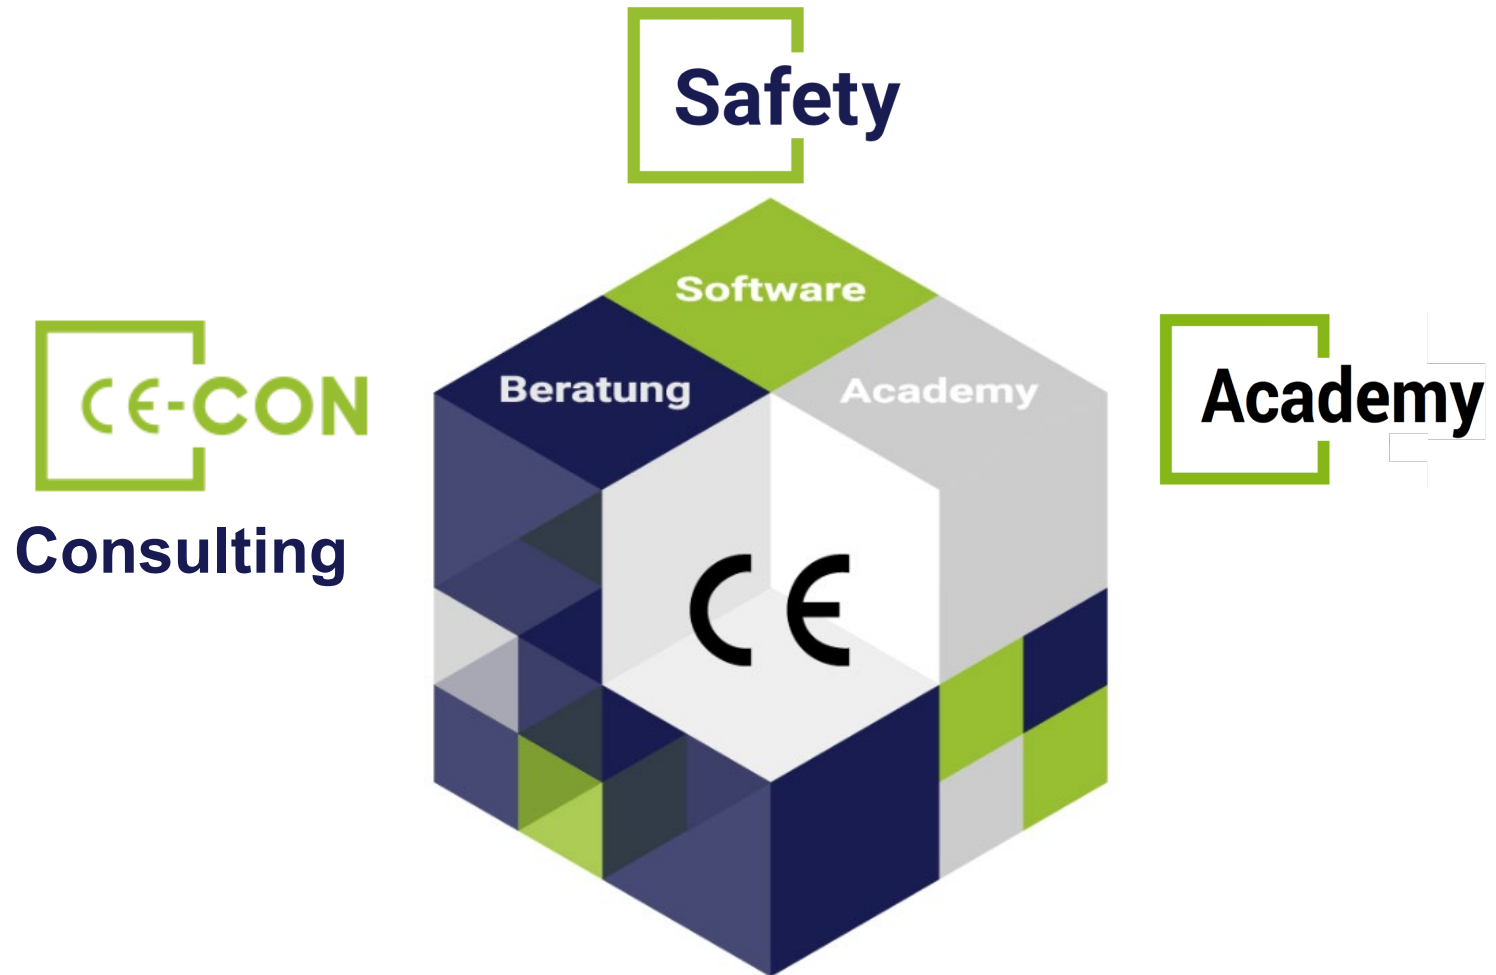 Safety
Software
Beratung
Academy
CE-CON
Academy
Consulting
CE